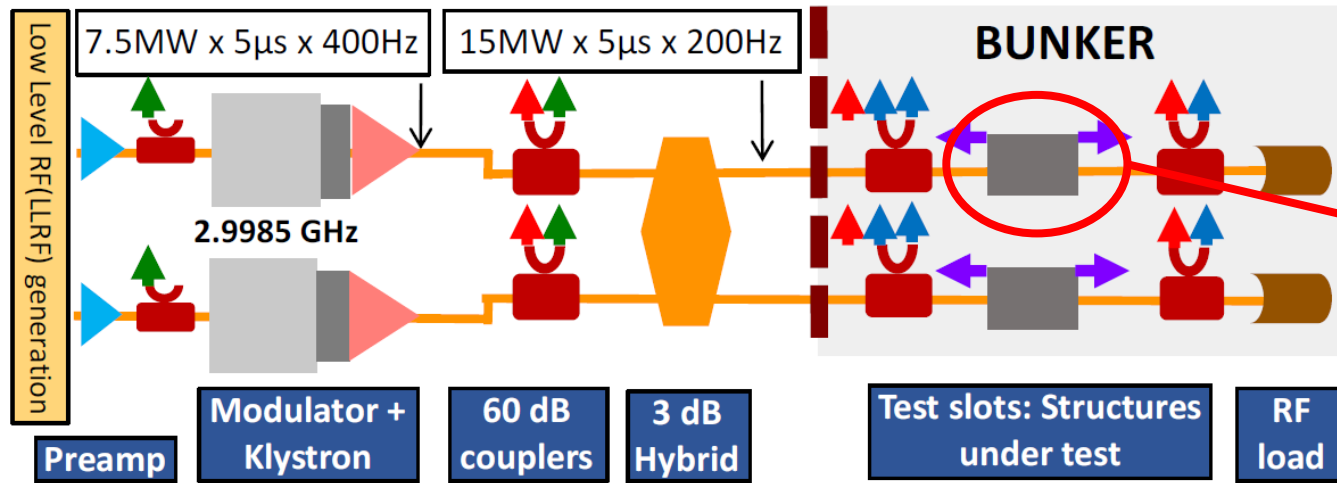 Low Level RF(LLRF) generation
7.5MW x 5µs x 400Hz
15MW x 5µs x 200Hz
BUNKER
2.9985 GHz
Preamp
Modulator +
Klystron
60 dB
couplers
3 dB
Hybrid
Test slots: Structures
under test
RF
load